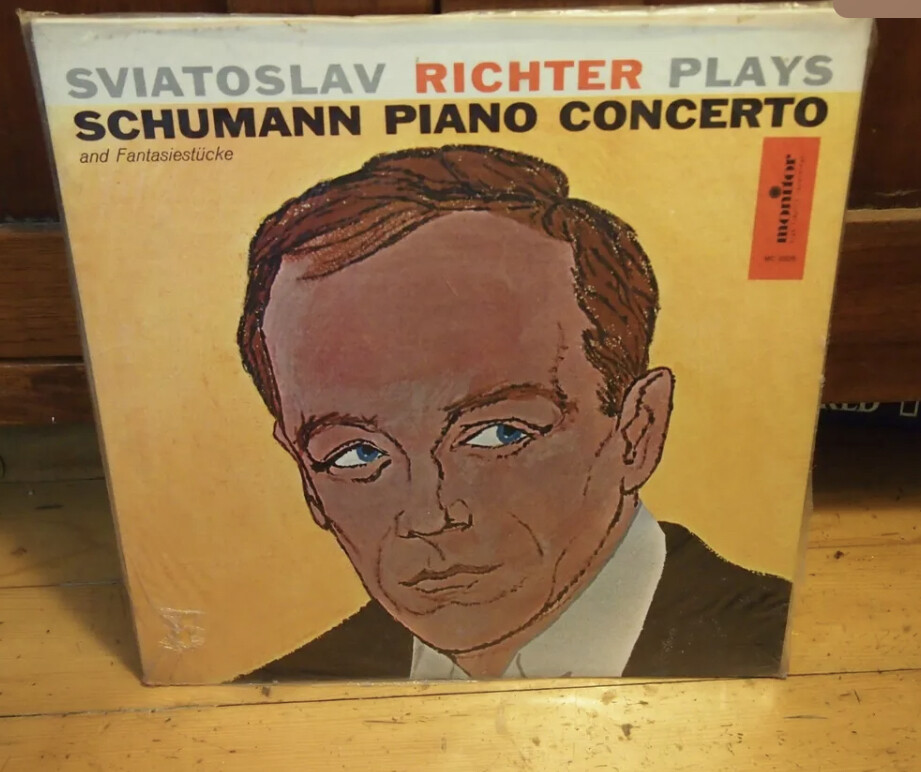 SVIATOSLAV RICHTER PLAYS
SCHUMANN PIANO CONCERTO
and Fantasiestücke
monitor